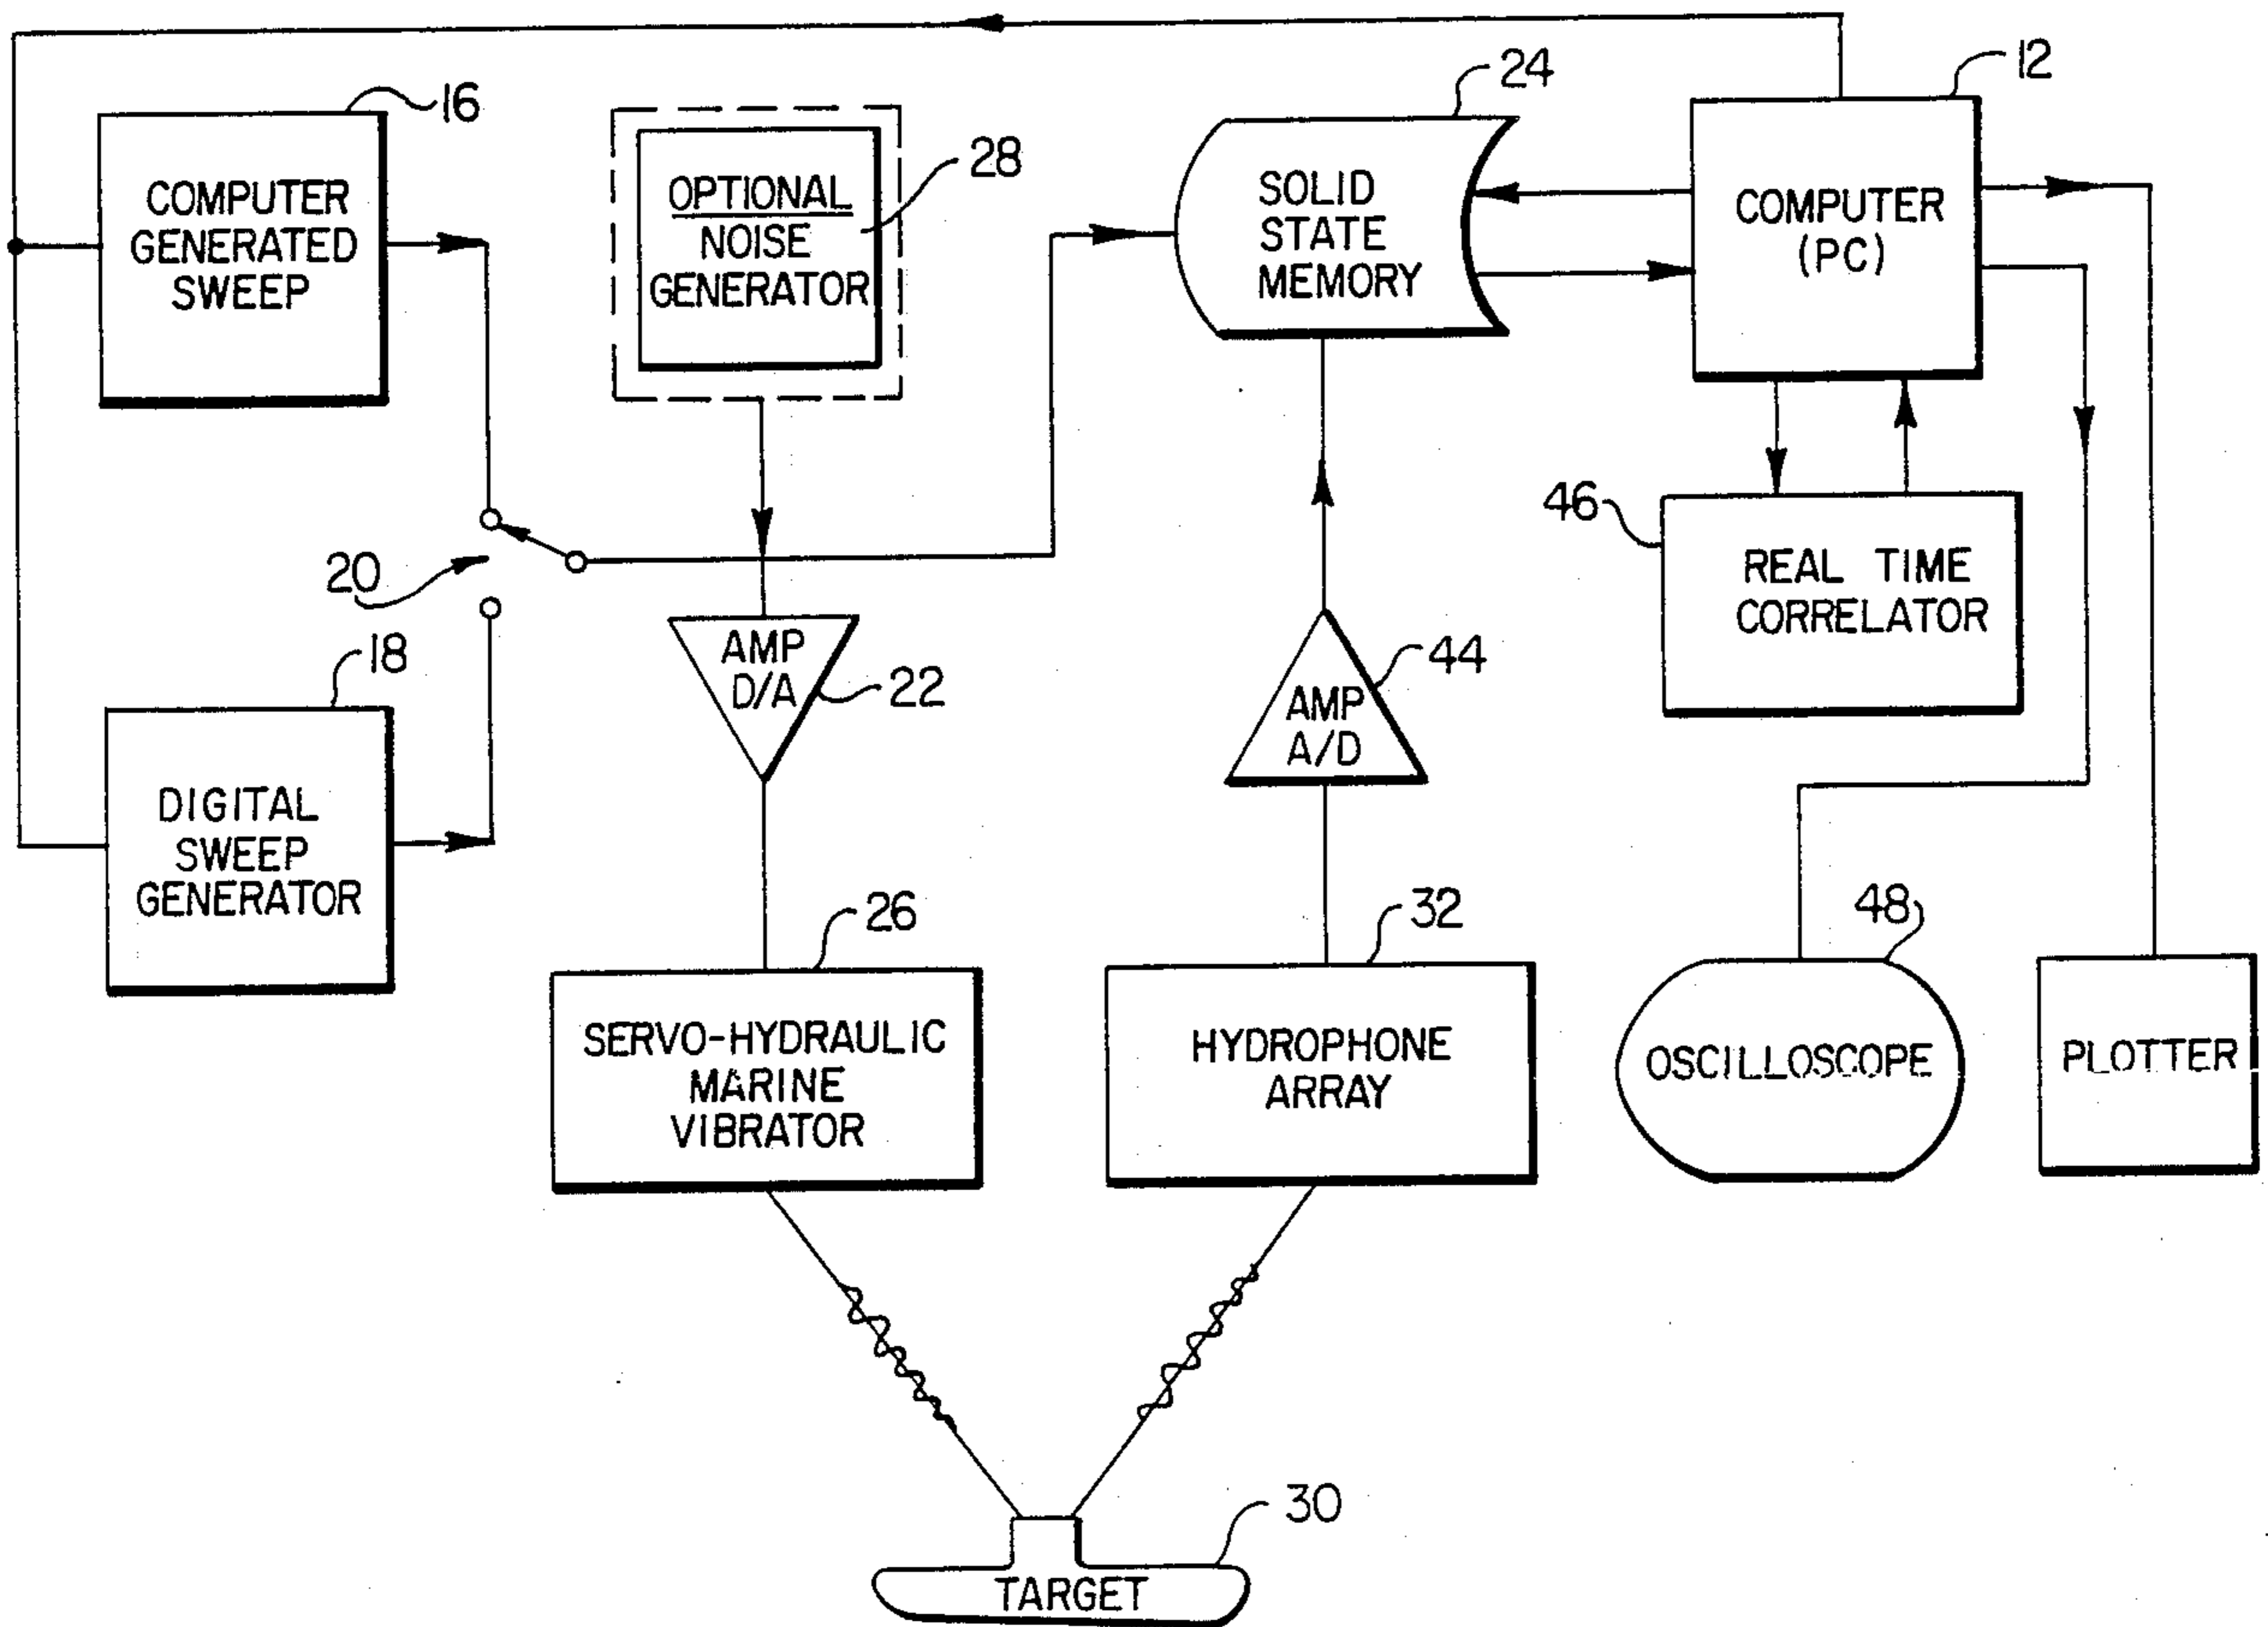 16
COMPUTER
GENERATED
SWEEP
28
OPTIONAL
NOISE
GENERATOR
24
SOLID
STATE
MEMORY
12
COMPUTER
(PC)
20
46
REAL TIME
CORRELATOR
18
DIGITAL
SWEEP
GENERATOR
AMP
D/A
22
44
AMP
A/D
26
SERVO-HYDRAULIC
MARINE
VIBRATOR
32
HYDROPHONE
ARRAY
48
OSCILLOSCOPE
PLOTTER
30
TARGET